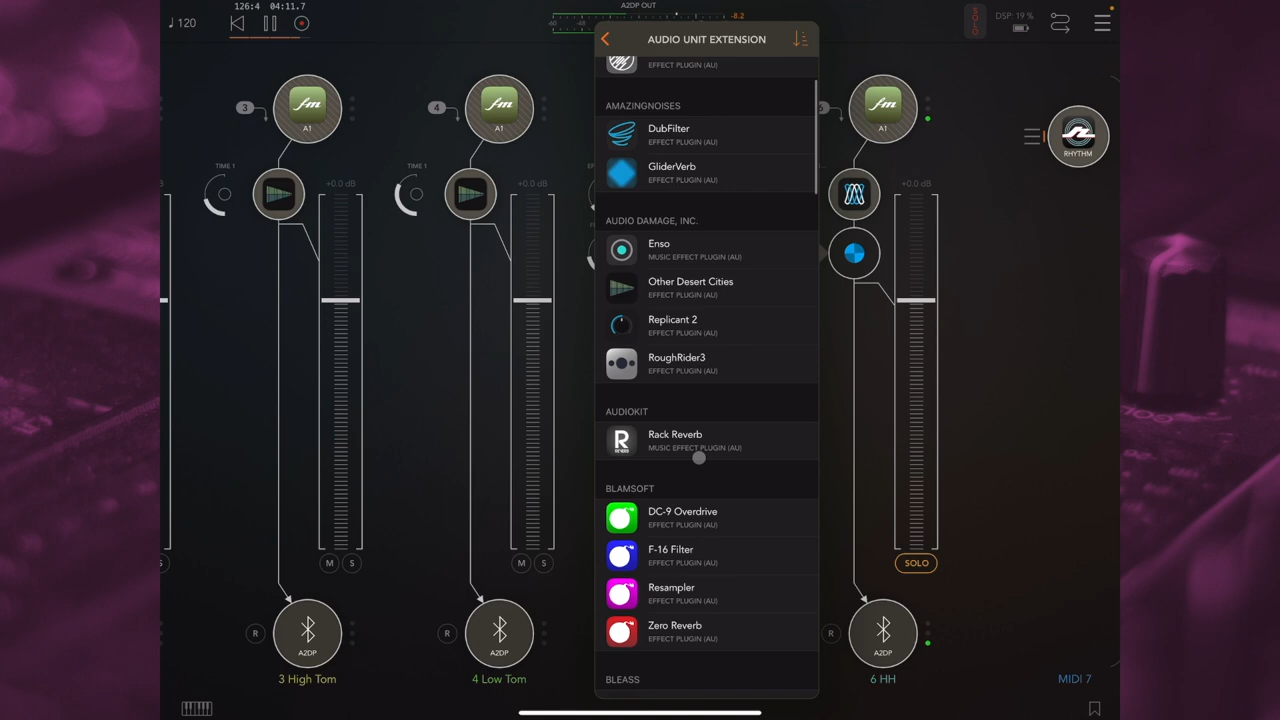 126:4 04:11.7
♩ 120
A2DP OUT
-8.2
-60 -48
SOLO
DSP: 19 %
AUDIO UNIT EXTENSION
EFFECT PLUGIN (AU)
AMAZINGNOISES
DubFilter
EFFECT PLUGIN (AU)
GliderVerb
EFFECT PLUGIN (AU)
AUDIO DAMAGE, INC.
Enso
MUSIC EFFECT PLUGIN (AU)
Other Desert Cities
EFFECT PLUGIN (AU)
Replicant 2
EFFECT PLUGIN (AU)
RoughRider3
EFFECT PLUGIN (AU)
AUDIOKIT
Rack Reverb
MUSIC EFFECT PLUGIN (AU)
R
REVERB
BLAMSOFT
DC-9 Overdrive
EFFECT PLUGIN (AU)
F-16 Filter
EFFECT PLUGIN (AU)
Resampler
EFFECT PLUGIN (AU)
Zero Reverb
EFFECT PLUGIN (AU)
BLEASS
3
fm
A1
TIME 1
+0.0 dB
M S
R
A2DP
3 High Tom
4
fm
A1
TIME 1
+0.0 dB
M S
R
A2DP
4 Low Tom
fm
A1
+0.0 dB
SOLO
R
A2DP
6 HH
RHYTHM
MIDI 7